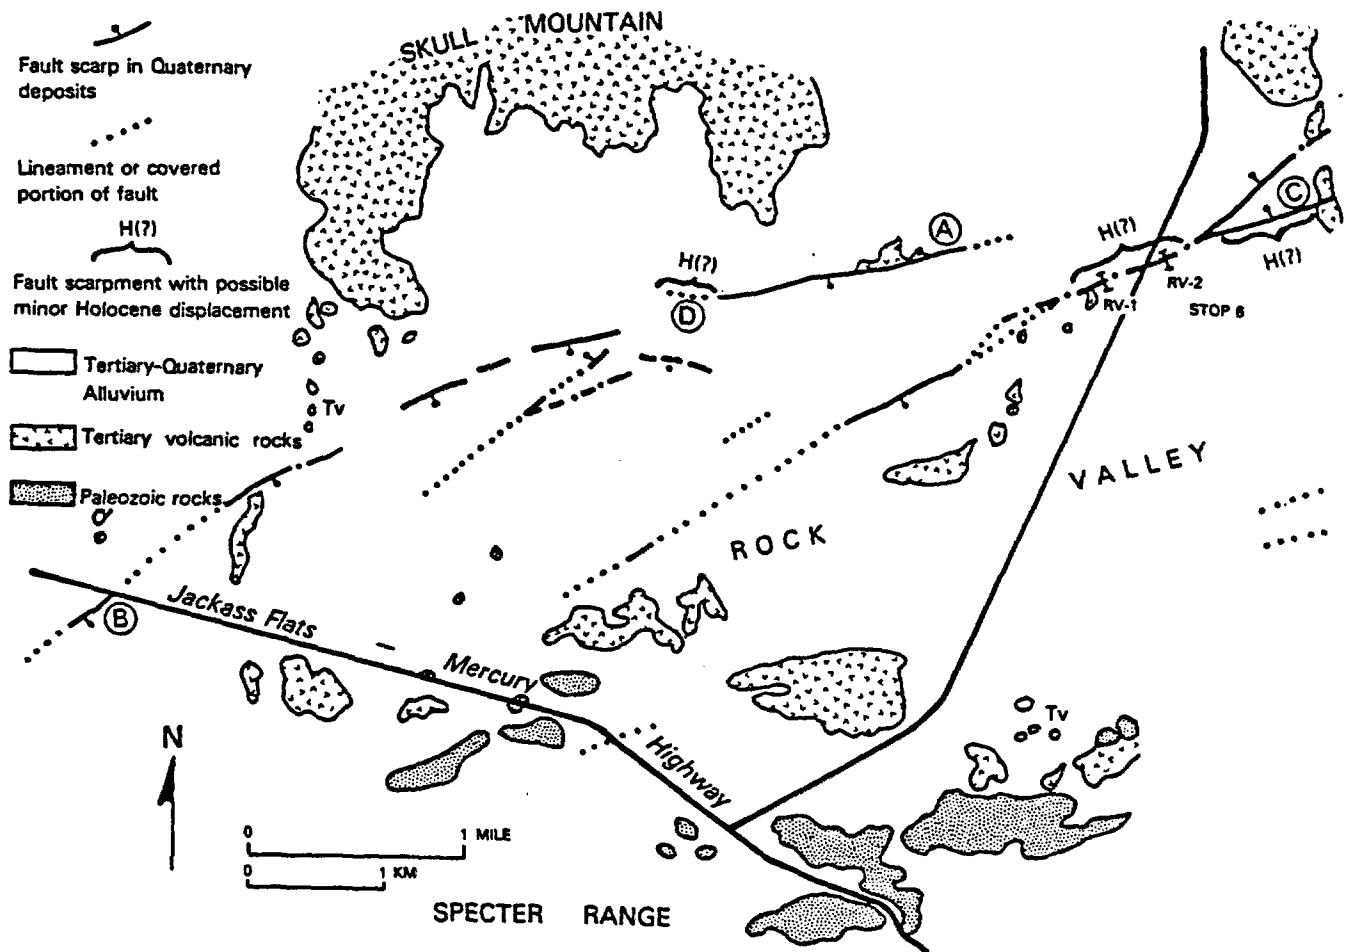 SKULL MOUNTAIN
Fault scarp in Quaternary
deposits
Lineament or covered
portion of fault
H(?)
Fault scarpment with possible
minor Holocene displacement
Tertiary-Quaternary
Alluvium
Tertiary volcanic rocks
Paleozoic rocks
Tv
A
B
C
D
H(?)
H(?)
H(?)
RV-1
RV-2
STOP 6
ROCK VALLEY
Jackass Flats
Mercury
Highway
Tv
N
0 1 MILE
0 1 KM
SPECTER RANGE